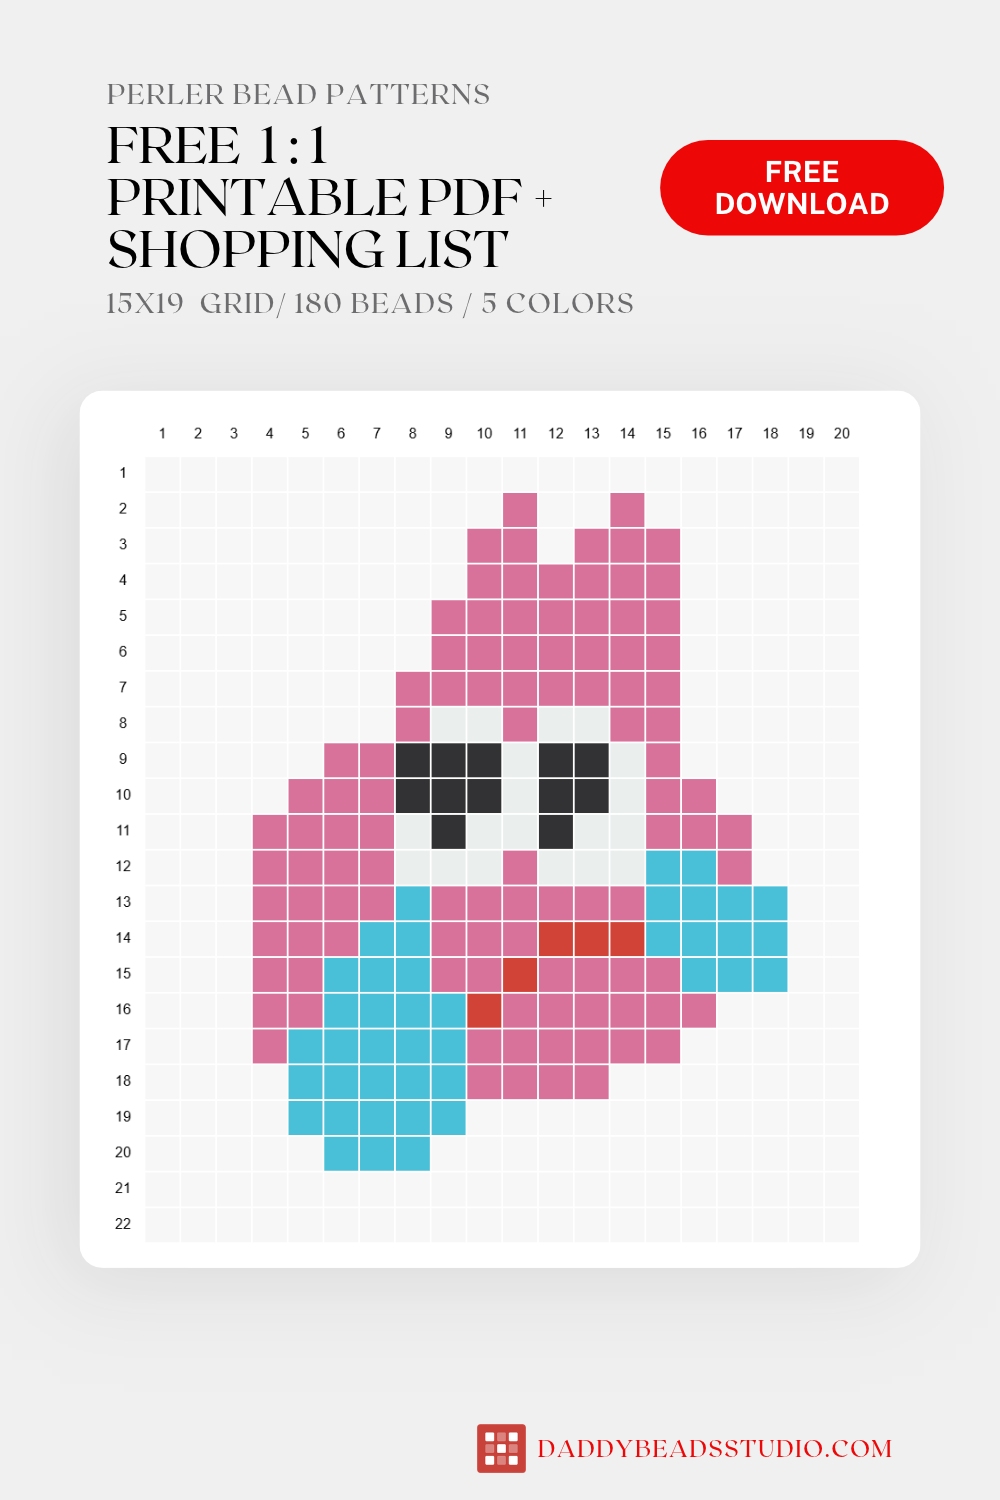 PERLER BEAD PATTERNS
FREE 1:1
PRINTABLE PDF +
SHOPPING LIST
15X19 GRID/ 180 BEADS / 5 COLORS
FREE
DOWNLOAD
1 2 3 4 5 6 7 8 9 10 11 12 13 14 15 16 17 18 19 20
1
2
3
4
5
6
7
8
9
10
11
12
13
14
15
16
17
18
19
20
21
22
DADDYBEADSSTUDIO.COM